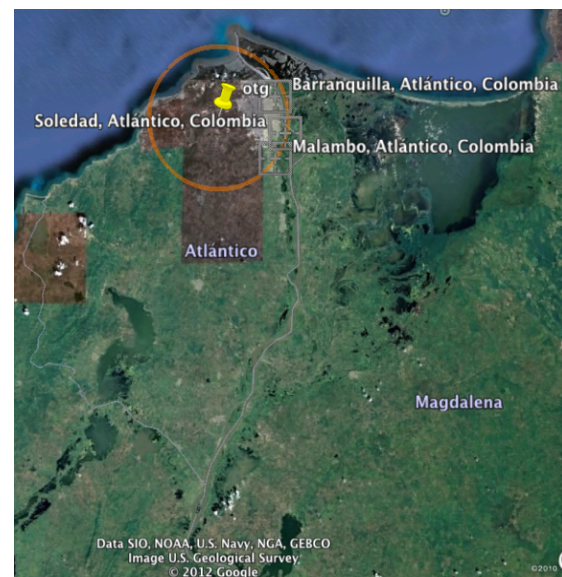 otg
Barranquilla, Atlántico, Colombia
Soledad, Atlántico, Colombia
Malambo, Atlántico, Colombia
Atlántico
Magdalena
Data SIO, NOAA, U.S. Navy, NGA, GEBCO
Image U.S. Geological Survey
© 2012 Google
©2010